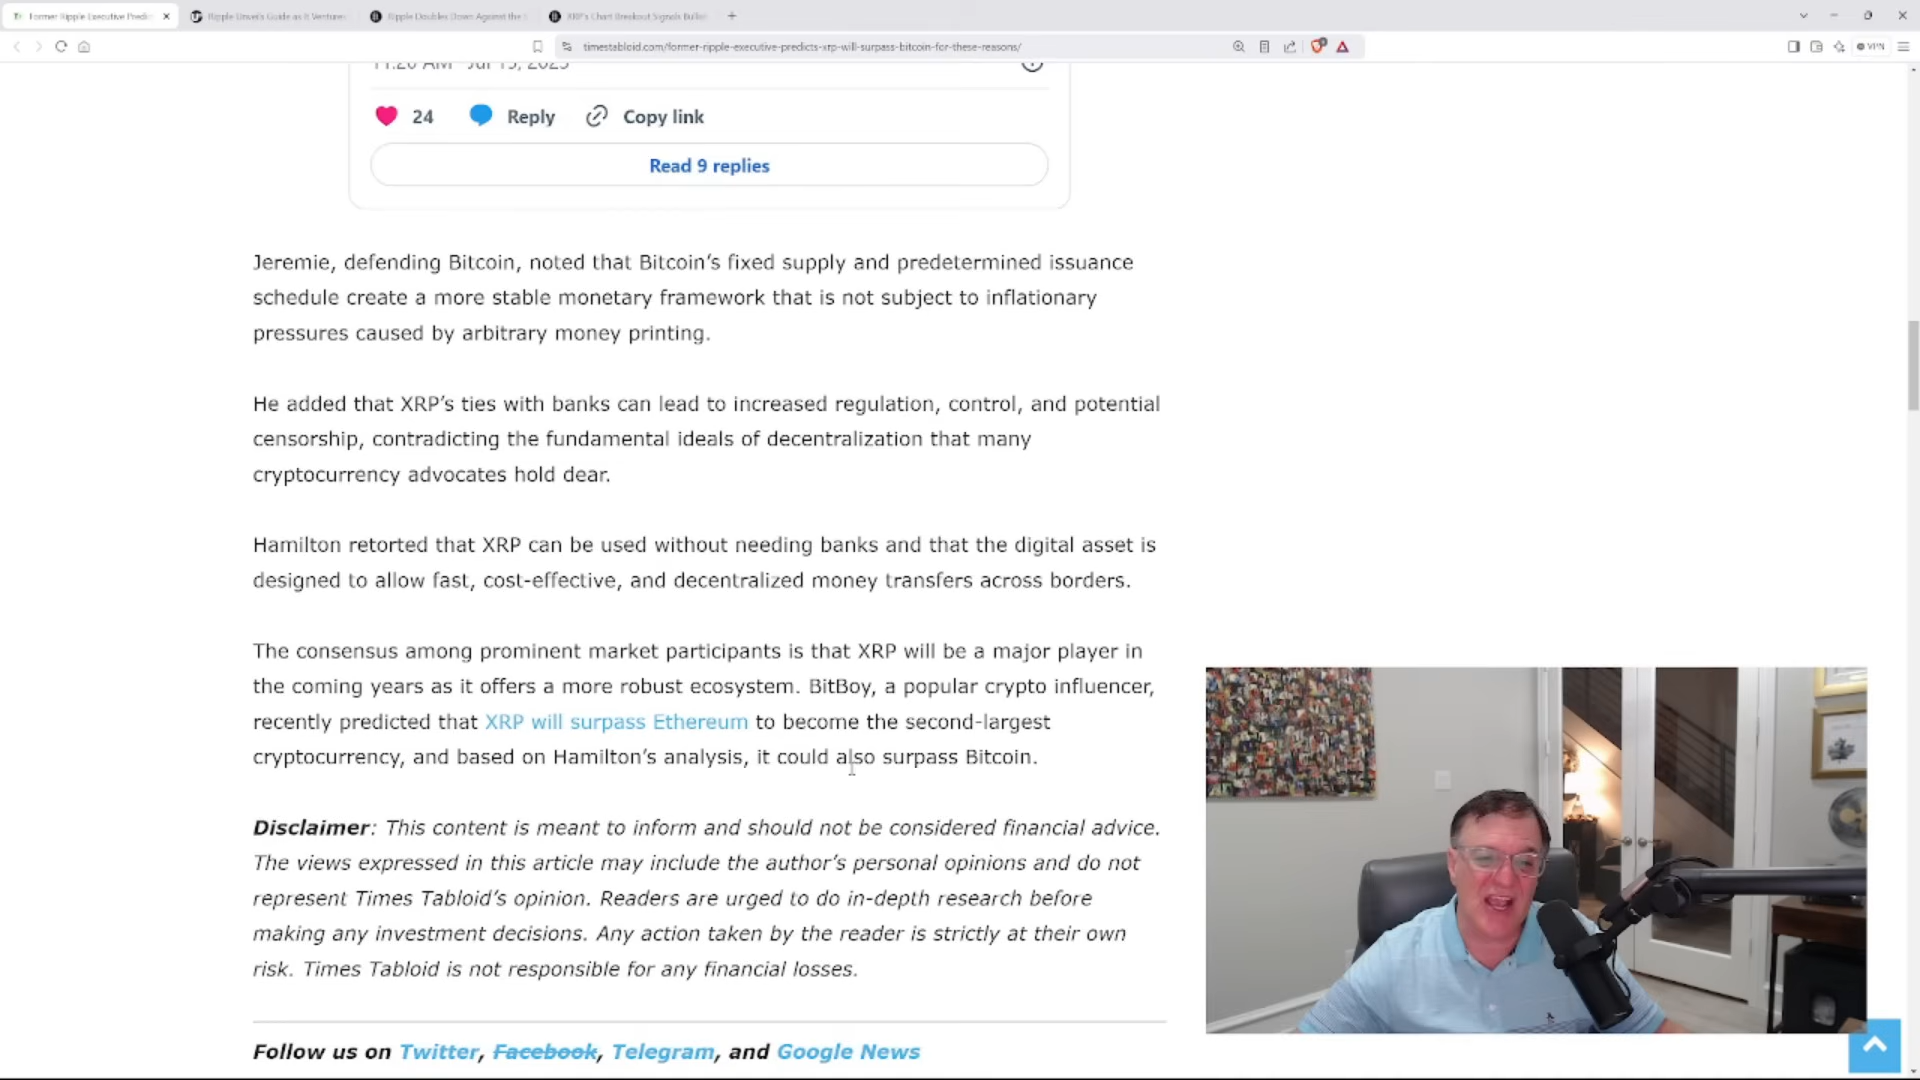 Former Ripple Executive Predic
Ripple Unveils Guide as it Venture
Ripple Doubles Down Against the
XRP's Chart Breakout Signals Bullis
timestabloid.com/former-ripple-executive-predicts-xrp-will-surpass-bitcoin-for-these-reasons/
VPN
11:20 AM
24 Reply Copy link
Read 9 replies
Jeremie, defending Bitcoin, noted that Bitcoin's fixed supply and predetermined issuance
schedule create a more stable monetary framework that is not subject to inflationary
pressures caused by arbitrary money printing.
He added that XRP's ties with banks can lead to increased regulation, control, and potential
censorship, contradicting the fundamental ideals of decentralization that many
cryptocurrency advocates hold dear.
Hamilton retorted that XRP can be used without needing banks and that the digital asset is
designed to allow fast, cost-effective, and decentralized money transfers across borders.
The consensus among prominent market participants is that XRP will be a major player in
the coming years as it offers a more robust ecosystem. BitBoy, a popular crypto influencer,
recently predicted that XRP will surpass Ethereum to become the second-largest
cryptocurrency, and based on Hamilton's analysis, it could also surpass Bitcoin.
Disclaimer: This content is meant to inform and should not be considered financial advice.
The views expressed in this article may include the author's personal opinions and do not
represent Times Tabloid's opinion. Readers are urged to do in-depth research before
making any investment decisions. Any action taken by the reader is strictly at their own
risk. Times Tabloid is not responsible for any financial losses.
Follow us on Twitter, Facebook, Telegram, and Google News